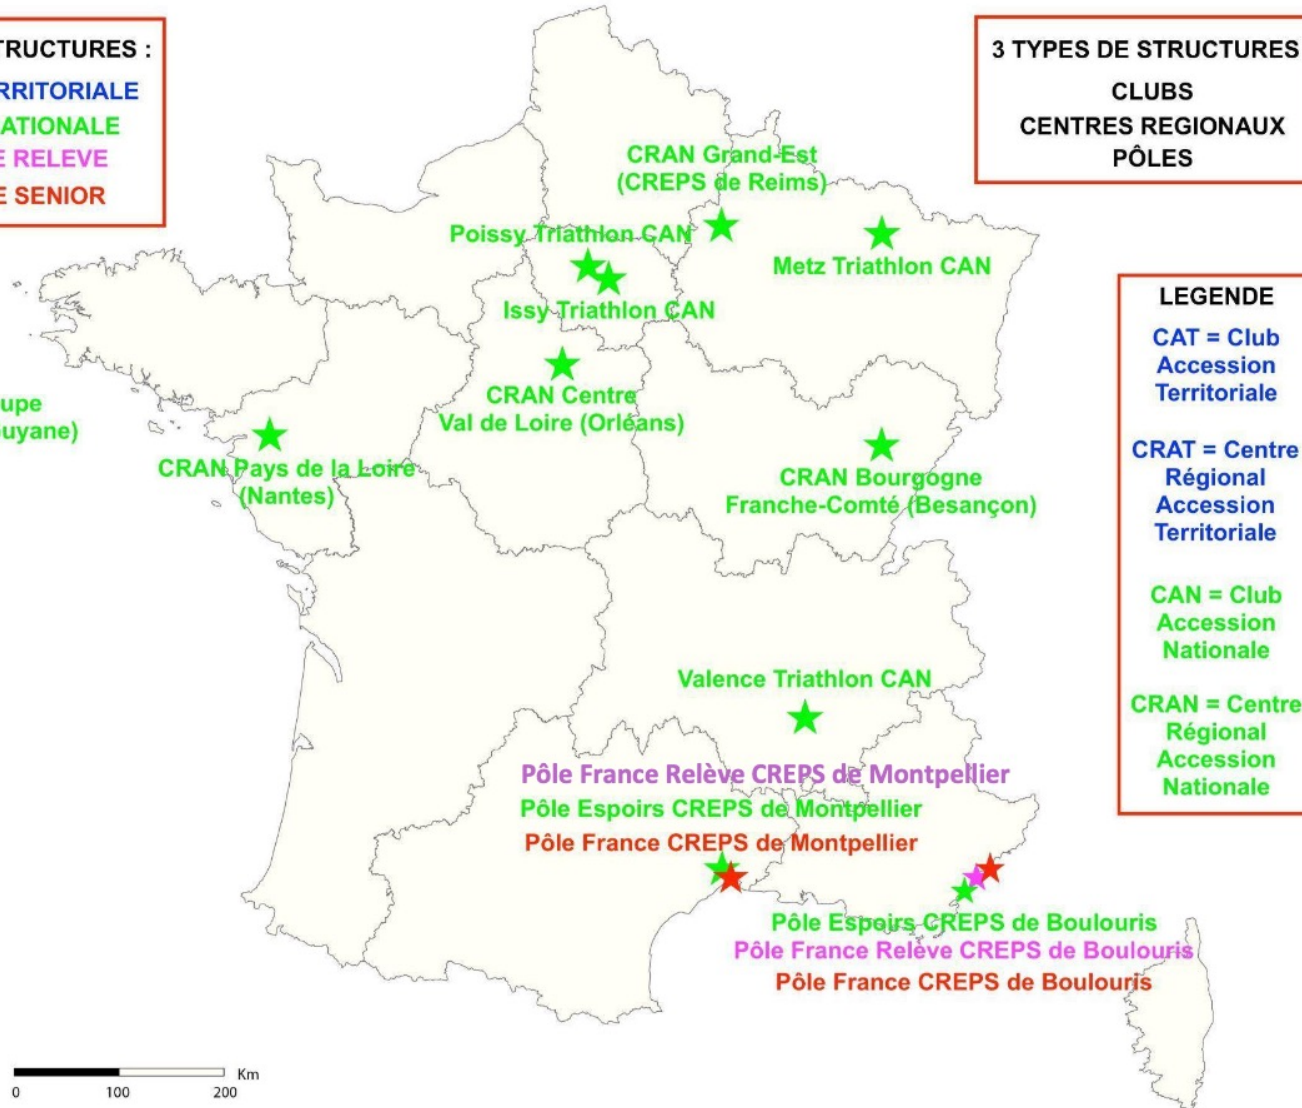 TRUCTURES :
RRITORIALE
ATIONALE
E RELEVE
E SENIOR
3 TYPES DE STRUCTURES
CLUBS
CENTRES REGIONAUX
PÔLES
CRAN Grand-Est
(CREPS de Reims)
Poissy Triathlon CAN
Metz Triathlon CAN
Issy Triathlon CAN
CRAN Centre
Val de Loire (Orléans)
upe
uyane)
CRAN Pays de la Loire
(Nantes)
CRAN Bourgogne
Franche-Comté (Besançon)
Valence Triathlon CAN
Pôle France Relève CREPS de Montpellier
Pôle Espoirs CREPS de Montpellier
Pôle France CREPS de Montpellier
Pôle Espoirs CREPS de Boulouris
Pôle France Relève CREPS de Boulouris
Pôle France CREPS de Boulouris
LEGENDE
CAT = Club
Accession
Territoriale
CRAT = Centre
Régional
Accession
Territoriale
CAN = Club
Accession
Nationale
CRAN = Centre
Régional
Accession
Nationale
Km
0 100 200